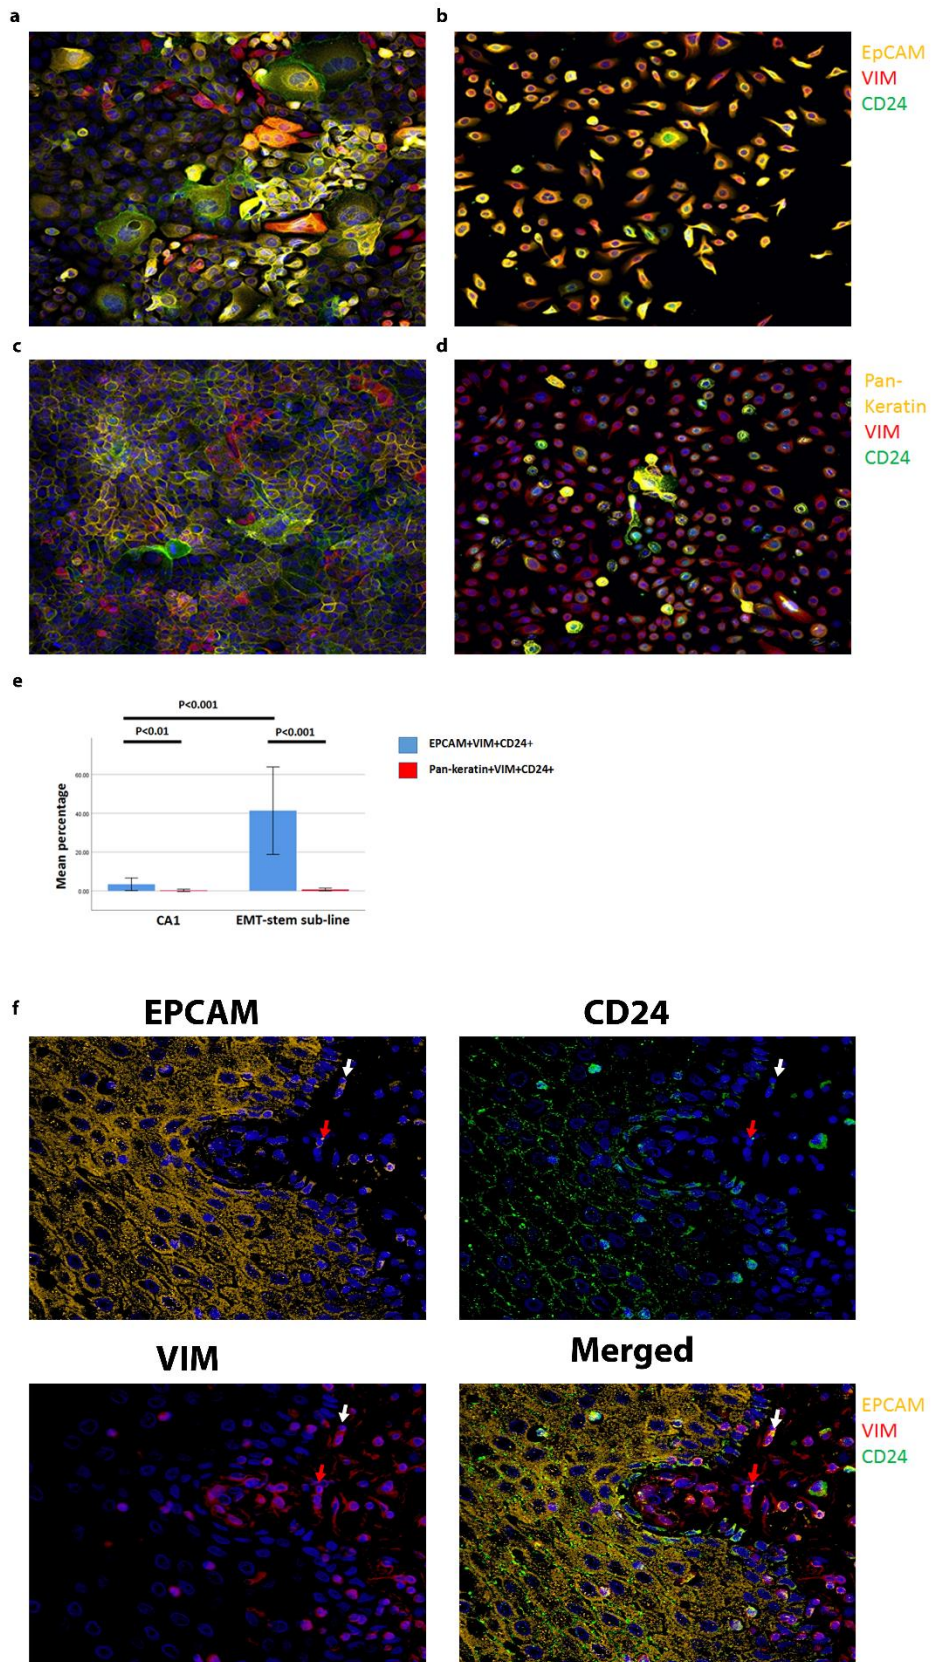 a
b
EpCAM
VIM
CD24
c
d
Pan-
Keratin
VIM
CD24
e
P<0.001
P<0.01
P<0.001
EPCAM+VIM+CD24+
Pan-keratin+VIM+CD24+
Mean percentage
60.00
40.00
20.00
0.00
CA1
EMT-stem sub-line
f
EPCAM
CD24
VIM
Merged
EPCAM
VIM
CD24